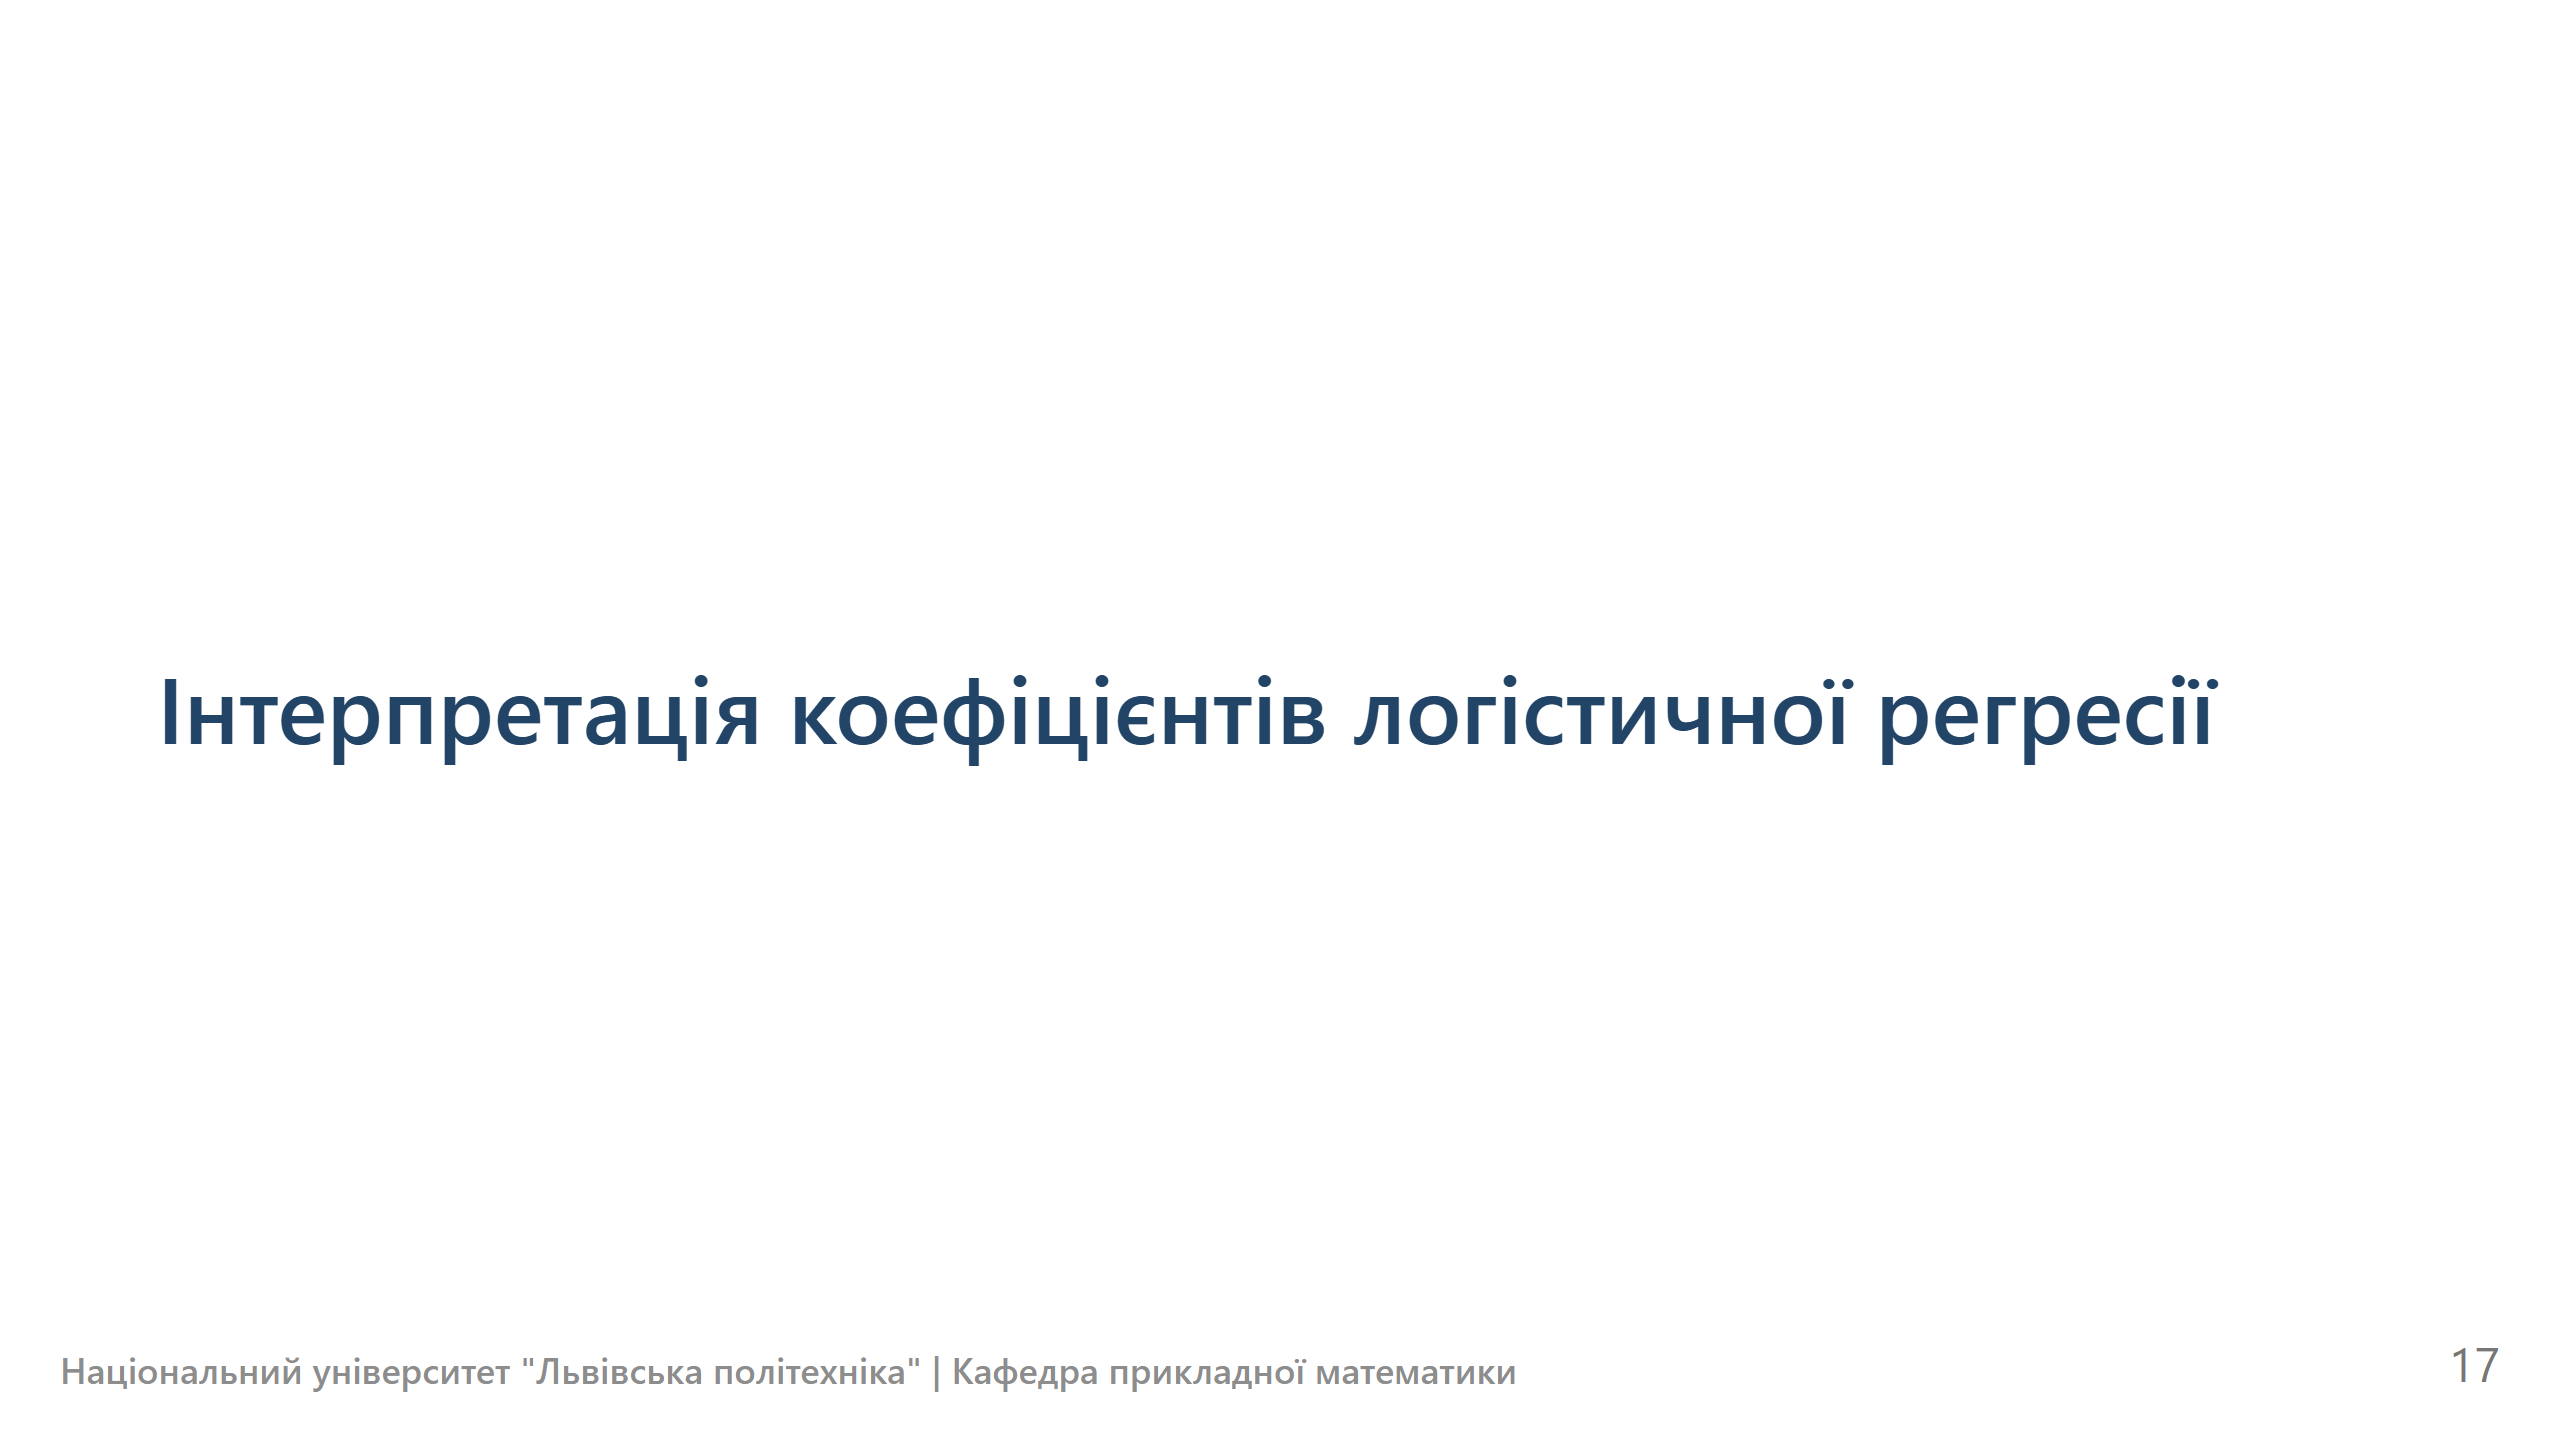 Інтерпретація коефіцієнтів логістичної регресії
Національний університет "Львівська політехніка" | Кафедра прикладної математики
17